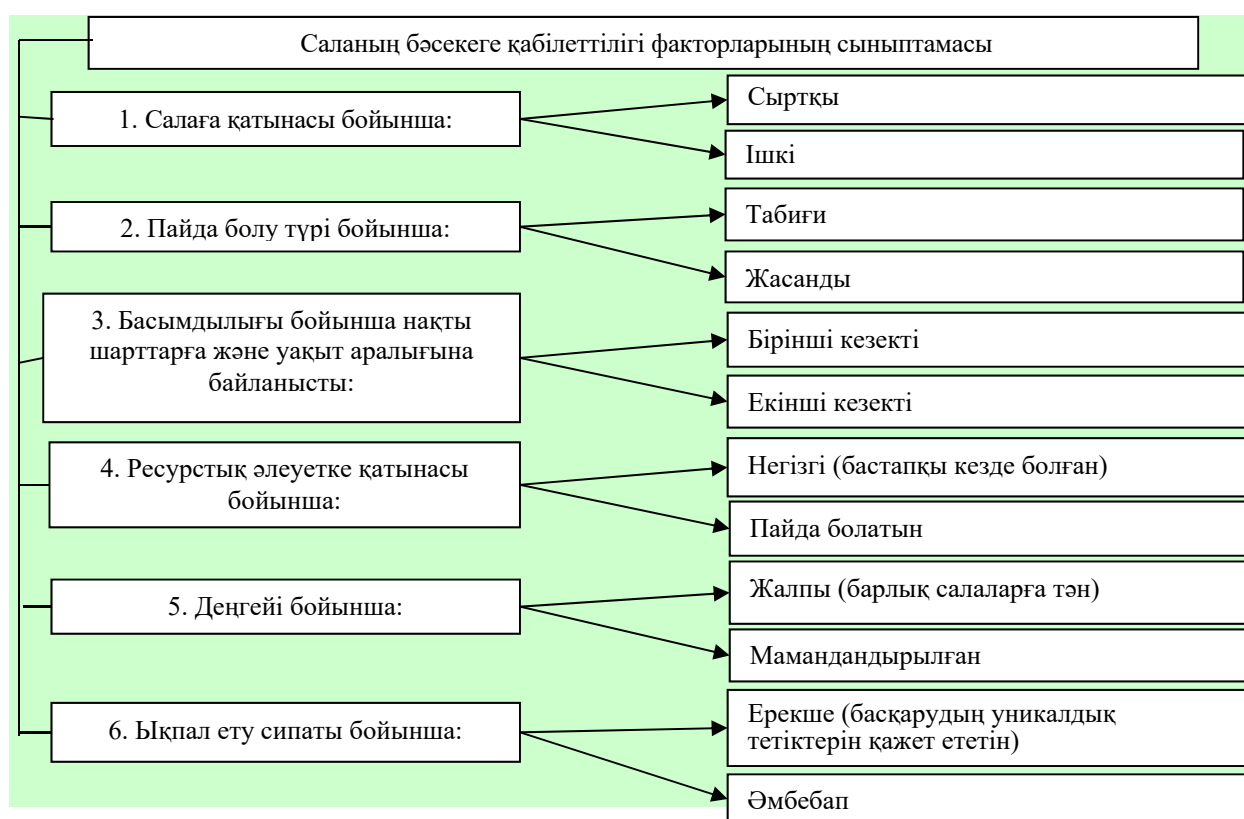 Саланың бәсекеге қабілеттілігі факторларының сыныптамасы
1. Салаға қатынасы бойынша:
Сыртқы
Ішкі
2. Пайда болу түрі бойынша:
Табиғи
Жасанды
3. Басымдылығы бойынша нақты
шарттарға және уақыт аралығына
байланысты:
Бірінші кезекті
Екінші кезекті
4. Ресурстық әлеуетке қатынасы
бойынша:
Негізгі (бастапқы кезде болған)
Пайда болатын
5. Деңгейі бойынша:
Жалпы (барлық салаларға тән)
Мамандандырылған
6. Ықпал ету сипаты бойынша:
Ерекше (басқарудың уникалдық
тетіктерін қажет ететін)
Әмбебап